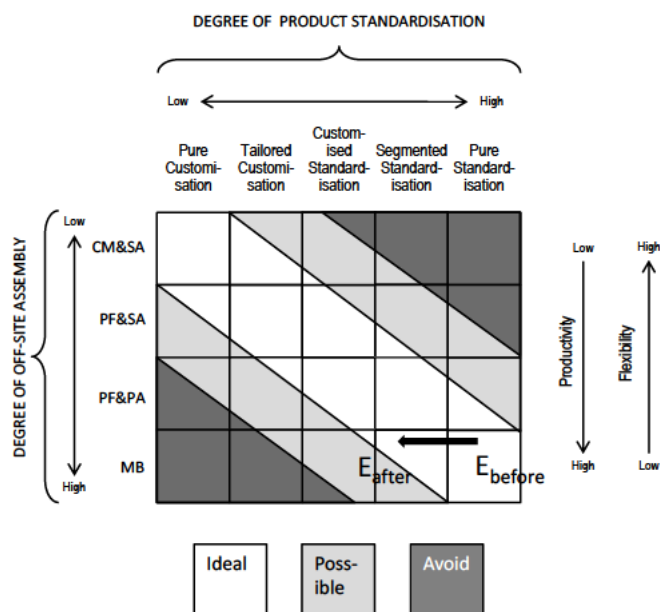 DEGREE OF PRODUCT STANDARDISATION
Low
High
Pure
Customi-
sation
Tailored
Customi-
sation
Custom-
ised
Standard-
isation
Segmented
Standard-
isation
Pure
Standard-
isation
DEGREE OF OFF-SITE ASSEMBLY
Low
High
CM&SA
PF&SA
PF&PA
MB
E after
E before
Low
Productivity
High
High
Flexibility
Low
Ideal
Poss-
ible
Avoid